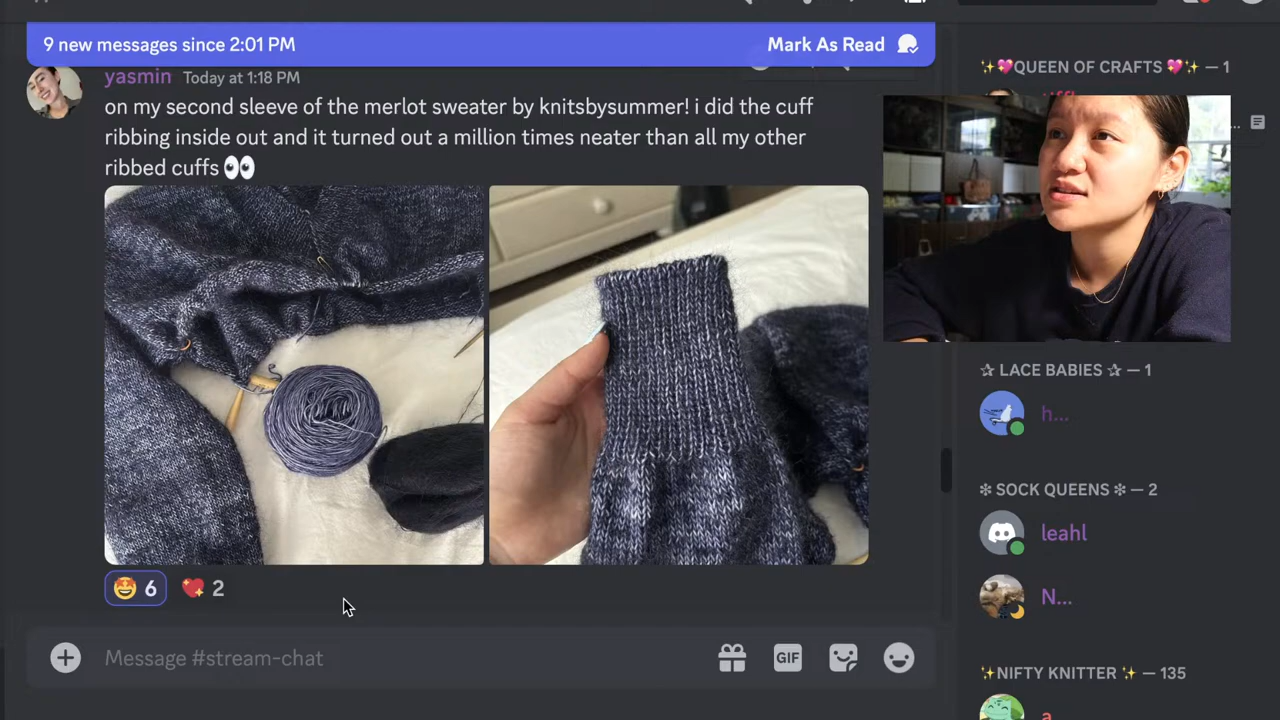 9 new messages since 2:01 PM
Mark As Read
✨💖QUEEN OF CRAFTS 💖✨ — 1
yasmin Today at 1:18 PM
on my second sleeve of the merlot sweater by knitsbysummer! i did the cuff
ribbing inside out and it turned out a million times neater than all my other
ribbed cuffs 👀
🤩 6 💖 2
Message #stream-chat
GIF
✰ LACE BABIES ✰ — 1
h...
❇ SOCK QUEENS ❇ — 2
leahl
N...
✨NIFTY KNITTER ✨ — 135
a